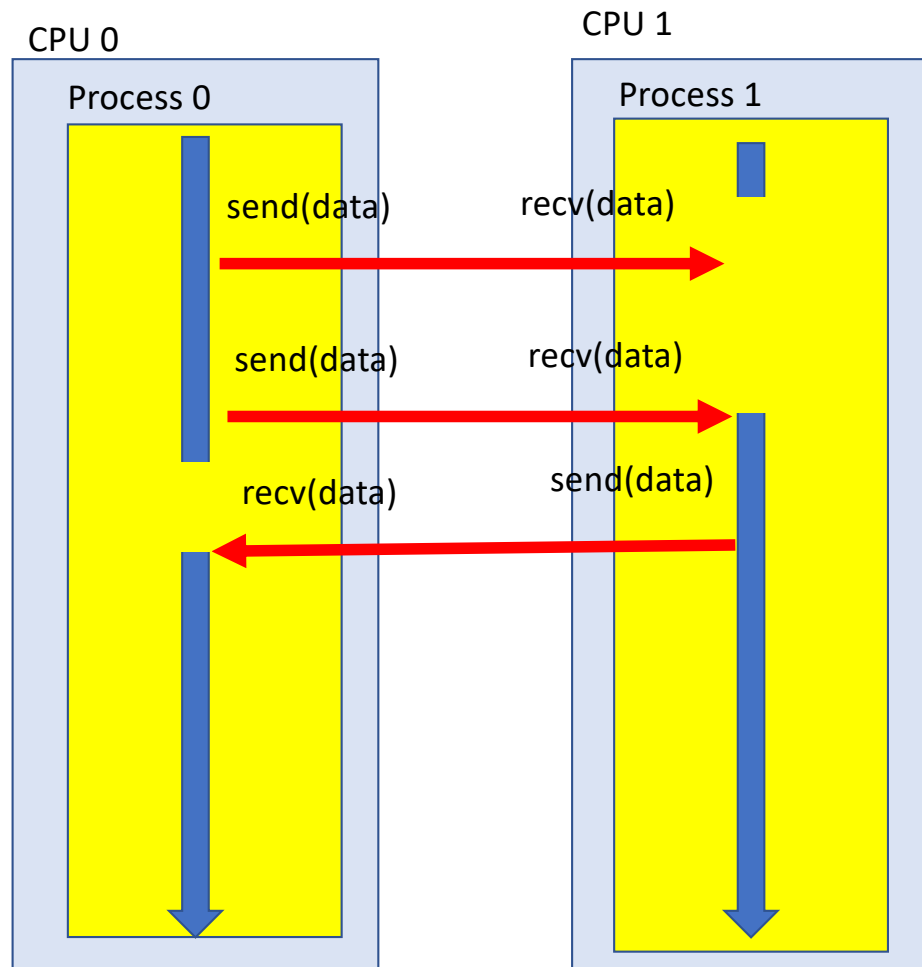 CPU 0
CPU 1
Process 0
Process 1
send(data)
recv(data)
send(data)
recv(data)
recv(data)
send(data)